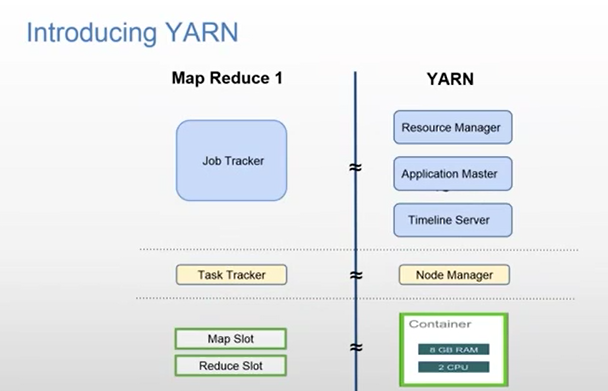 Introducing YARN
Map Reduce 1
YARN
Job Tracker
≈
Resource Manager
Application Master
Timeline Server
Task Tracker
≈
Node Manager
Map Slot
Reduce Slot
≈
Container
8 GB RAM
2 CPU